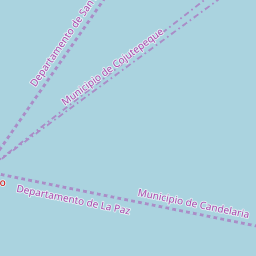 Departamento de San
Municipio de Cojutepeque
o
Municipio de Candelaria
Departamento de La Paz